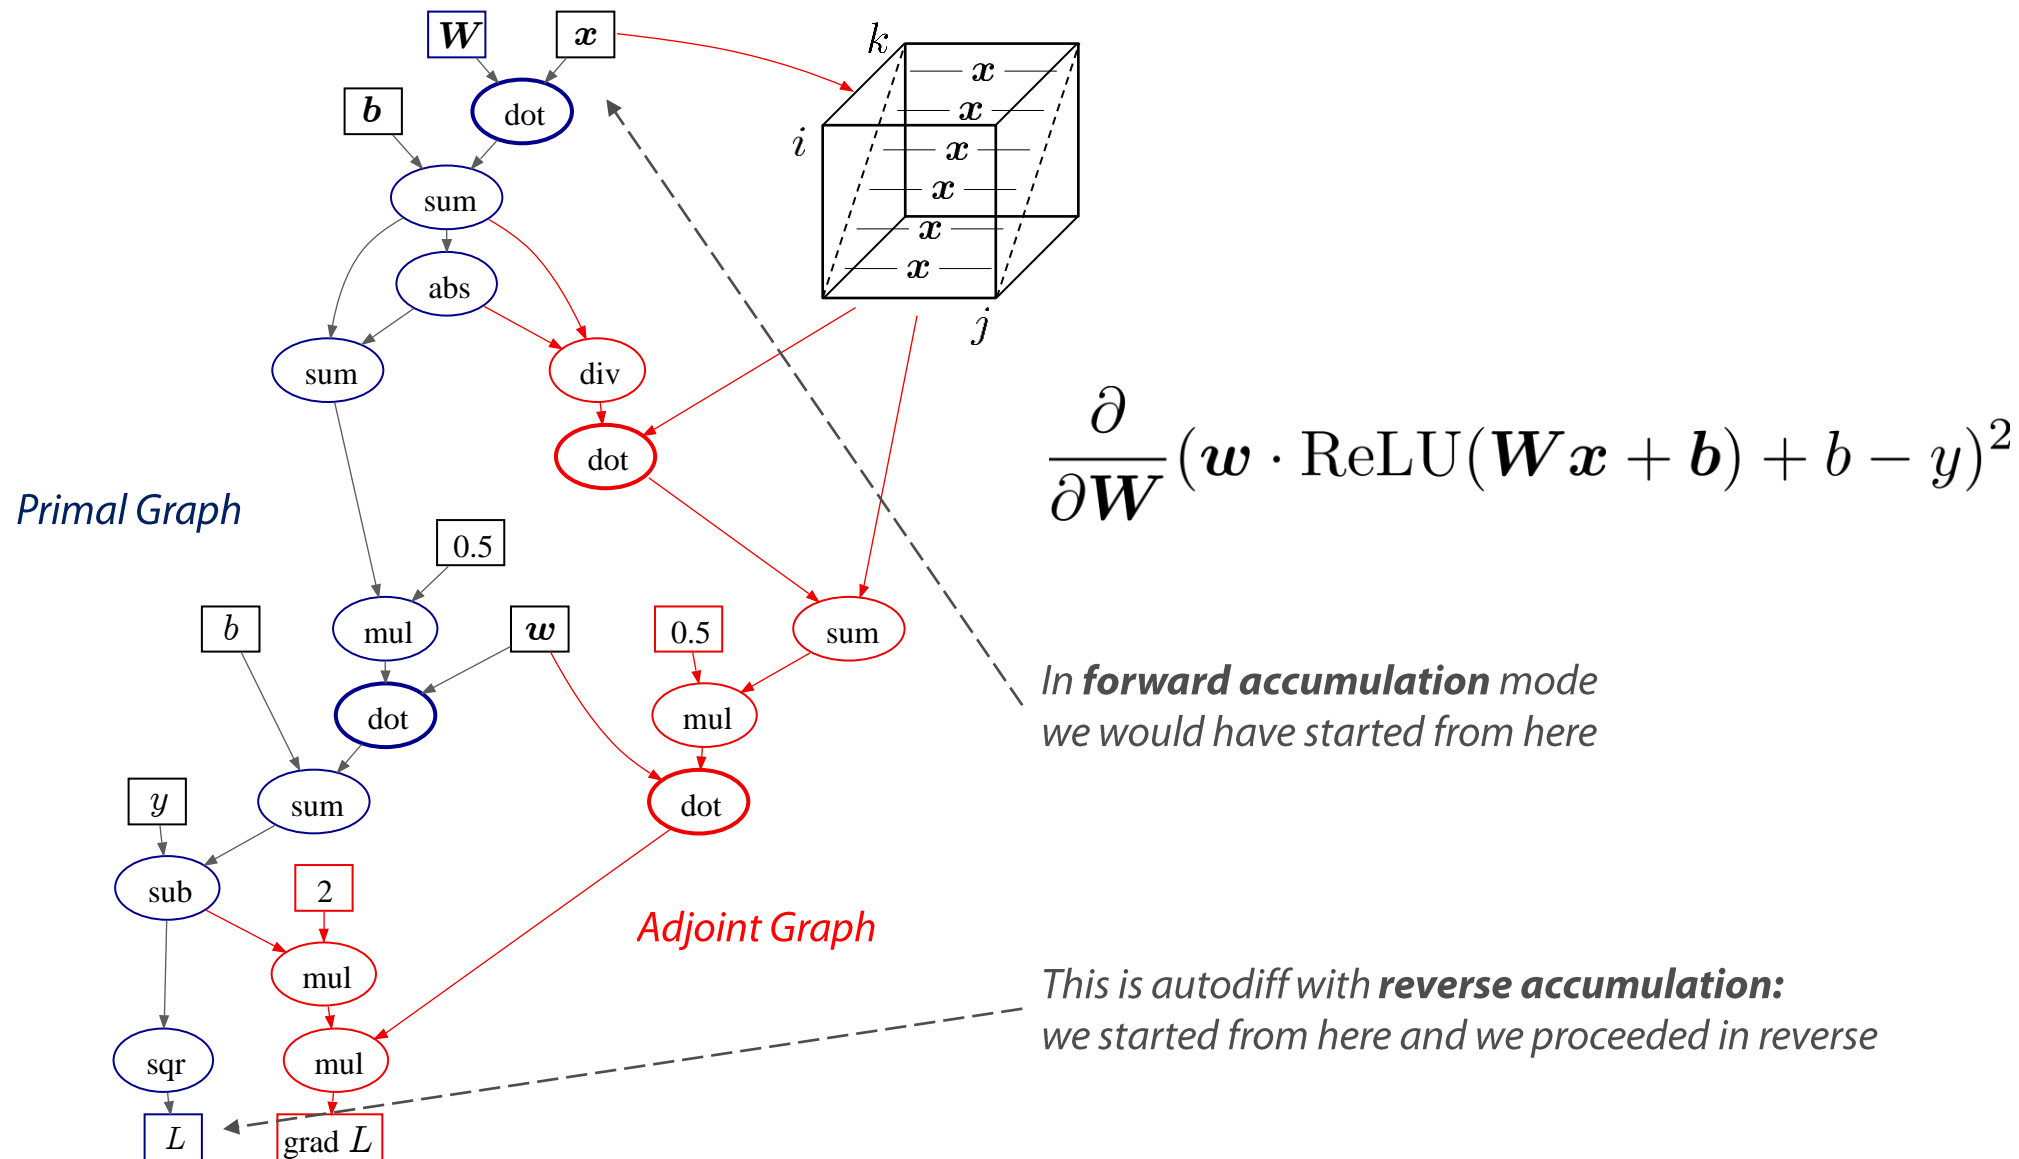 W x
k
b dot
x
x
i
x
x
x
x
j
sum
abs
sum div
dot
∂/∂W (w · ReLU(Wx + b) + b − y)²
Primal Graph
0.5
b mul w 0.5 sum
In forward accumulation mode
we would have started from here
dot mul
y sum dot
sub 2
Adjoint Graph
mul
This is autodiff with reverse accumulation:
we started from here and we proceeded in reverse
sqr mul
L grad L